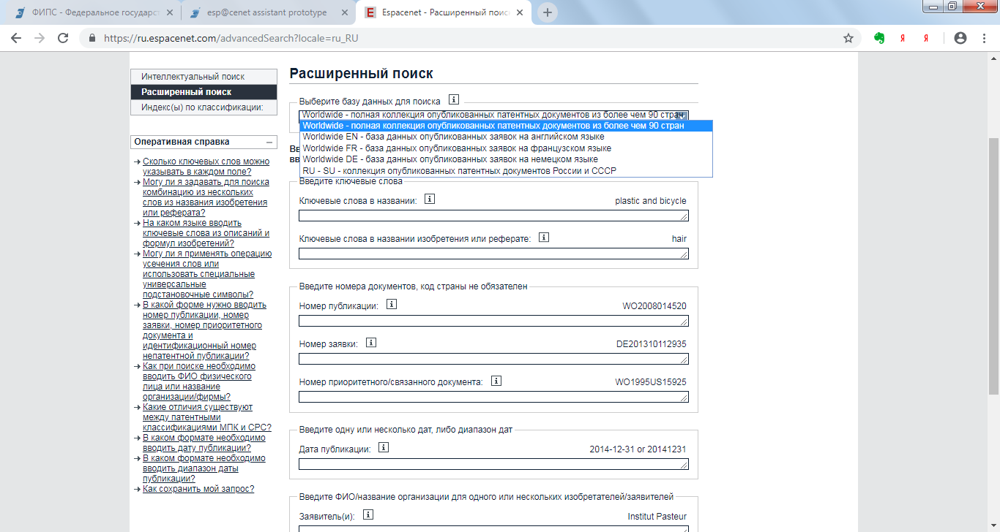 ФИПС - Федеральное государст
esp@cenet assistant prototype
Espacenet - Расширенный поиск
https://ru.espacenet.com/advancedSearch?locale=ru_RU
Интеллектуальный поиск
Расширенный поиск
Индекс(ы) по классификации:
Оперативная справка
Сколько ключевых слов можно
указывать в каждом поле?
Могу ли я задавать для поиска
комбинацию из нескольких
слов из названия изобретения
или реферата?
На каком языке вводить
ключевые слова из описаний и
формул изобретений?
Могу ли я применять операцию
усечения слов или
использовать специальные
универсальные
подстановочные символы?
В какой форме нужно вводить
номер публикации, номер
заявки, номер приоритетного
документа и
идентификационный номер
непатентной публикации?
Как при поиске необходимо
вводить ФИО физического
лица или название
организации/фирмы?
Какие отличия существуют
между патентными
классификациями МПК и СРС?
В каком формате необходимо
вводить дату публикации?
В каком формате необходимо
вводить диапазон даты
публикации?
Как сохранить мой запрос?
Расширенный поиск
Выберите базу данных для поиска
Worldwide - полная коллекция опубликованных патентных документов из более чем 90 стран
Worldwide - полная коллекция опубликованных патентных документов из более чем 90 стран
Worldwide EN - база данных опубликованных заявок на английском языке
Worldwide FR - база данных опубликованных заявок на французском языке
Worldwide DE - база данных опубликованных заявок на немецком языке
RU - SU - коллекция опубликованных патентных документов России и СССР
Введите ключевые слова
Ключевые слова в названии: plastic and bicycle
Ключевые слова в названии изобретения или реферате: hair
Введите номера документов, код страны не обязателен
Номер публикации: WO2008014520
Номер заявки: DE201310112935
Номер приоритетного/связанного документа: WO1995US15925
Введите одну или несколько дат, либо диапазон дат
Дата публикации: 2014-12-31 or 20141231
Введите ФИО/название организации для одного или нескольких изобретателей/заявителей
Заявитель(и): Institut Pasteur